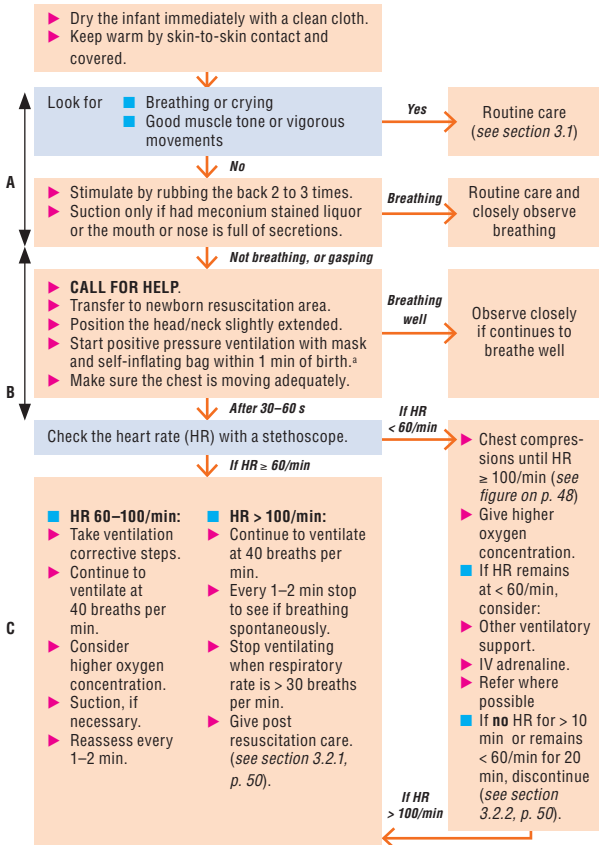 ▶ Dry the infant immediately with a clean cloth.
▶ Keep warm by skin-to-skin contact and
covered.
A
Look for ■ Breathing or crying
■ Good muscle tone or vigorous
movements
Yes
Routine care
(see section 3.1)
No
▶ Stimulate by rubbing the back 2 to 3 times.
▶ Suction only if had meconium stained liquor
or the mouth or nose is full of secretions.
Breathing
Routine care and
closely observe
breathing
Not breathing, or gasping
B
▶ CALL FOR HELP.
▶ Transfer to newborn resuscitation area.
▶ Position the head/neck slightly extended.
▶ Start positive pressure ventilation with mask
and self-inflating bag within 1 min of birth.ª
▶ Make sure the chest is moving adequately.
Breathing
well
Observe closely
if continues to
breathe well
After 30–60 s
Check the heart rate (HR) with a stethoscope.
If HR
< 60/min
If HR ≥ 60/min
C
■ HR 60–100/min:
▶ Take ventilation
corrective steps.
▶ Continue to
ventilate at
40 breaths per
min.
▶ Consider
higher oxygen
concentration.
▶ Suction, if
necessary.
▶ Reassess every
1–2 min.
■ HR > 100/min:
▶ Continue to ventilate
at 40 breaths per
min.
▶ Every 1–2 min stop
to see if breathing
spontaneously.
▶ Stop ventilating
when respiratory
rate is > 30 breaths
per min.
▶ Give post
resuscitation care.
(see section 3.2.1,
p. 50).
▶ Chest compres-
sions until HR
≥ 100/min (see
figure on p. 48)
▶ Give higher
oxygen
concentration.
■ If HR remains
at < 60/min,
consider:
▶ Other ventilatory
support.
▶ IV adrenaline.
▶ Refer where
possible
■ If no HR for > 10
min or remains
< 60/min for 20
min, discontinue
(see section
3.2.2, p. 50).
If HR
> 100/min